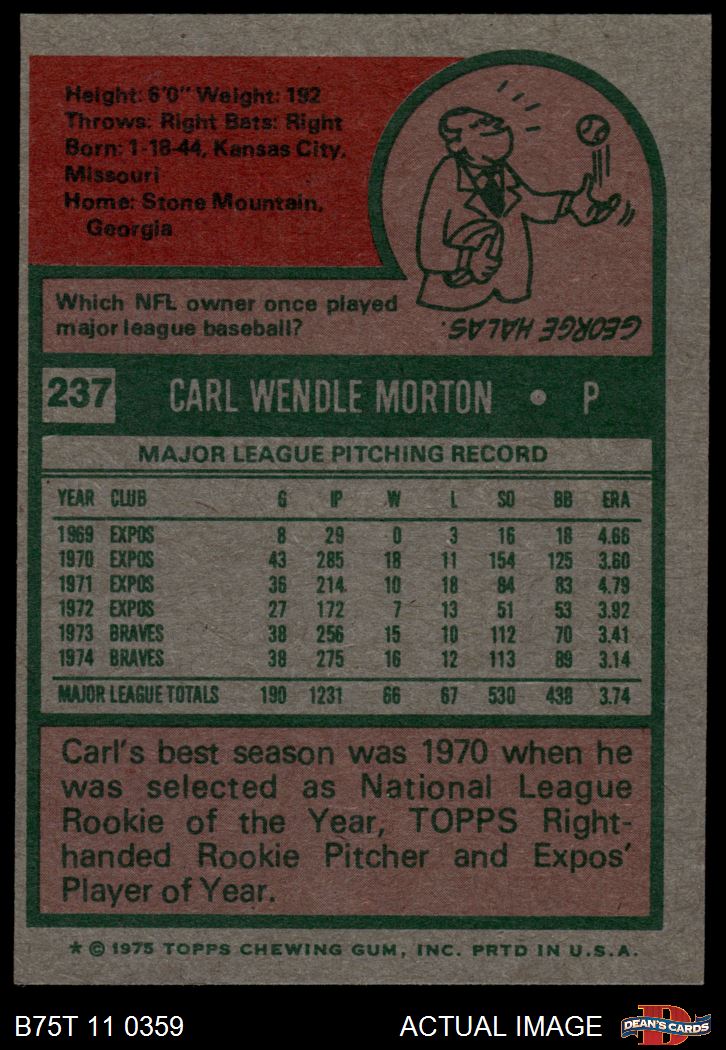 Height: 6'0" Weight: 192
Throws: Right Bats: Right
Born: 1-18-44, Kansas City,
Missouri
Home: Stone Mountain,
Georgia
Which NFL owner once played
major league baseball?
GEORGE HALAS.
237 CARL WENDLE MORTON • P
MAJOR LEAGUE PITCHING RECORD
YEAR CLUB G IP W L SO BB ERA
1969 EXPOS 8 29 0 3 16 18 4.66
1970 EXPOS 43 285 18 11 154 125 3.60
1971 EXPOS 36 214 10 18 84 83 4.79
1972 EXPOS 27 172 7 13 51 53 3.92
1973 BRAVES 38 256 15 10 112 70 3.41
1974 BRAVES 38 275 16 12 113 89 3.14
MAJOR LEAGUE TOTALS 190 1231 66 67 530 438 3.74
Carl's best season was 1970 when he
was selected as National League
Rookie of the Year, TOPPS Right-
handed Rookie Pitcher and Expos'
Player of Year.
* © 1975 TOPPS CHEWING GUM, INC. PRTD IN U.S.A.
B75T 11 0359 ACTUAL IMAGE
DEAN'S CARDS